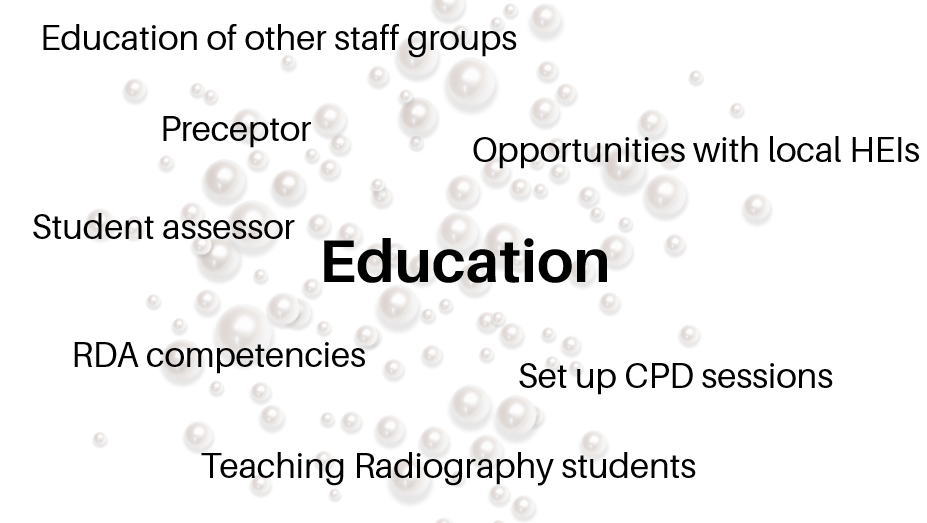 Education of other staff groups
Preceptor
Opportunities with local HEIs
Student assessor
Education
RDA competencies
Set up CPD sessions
Teaching Radiography students